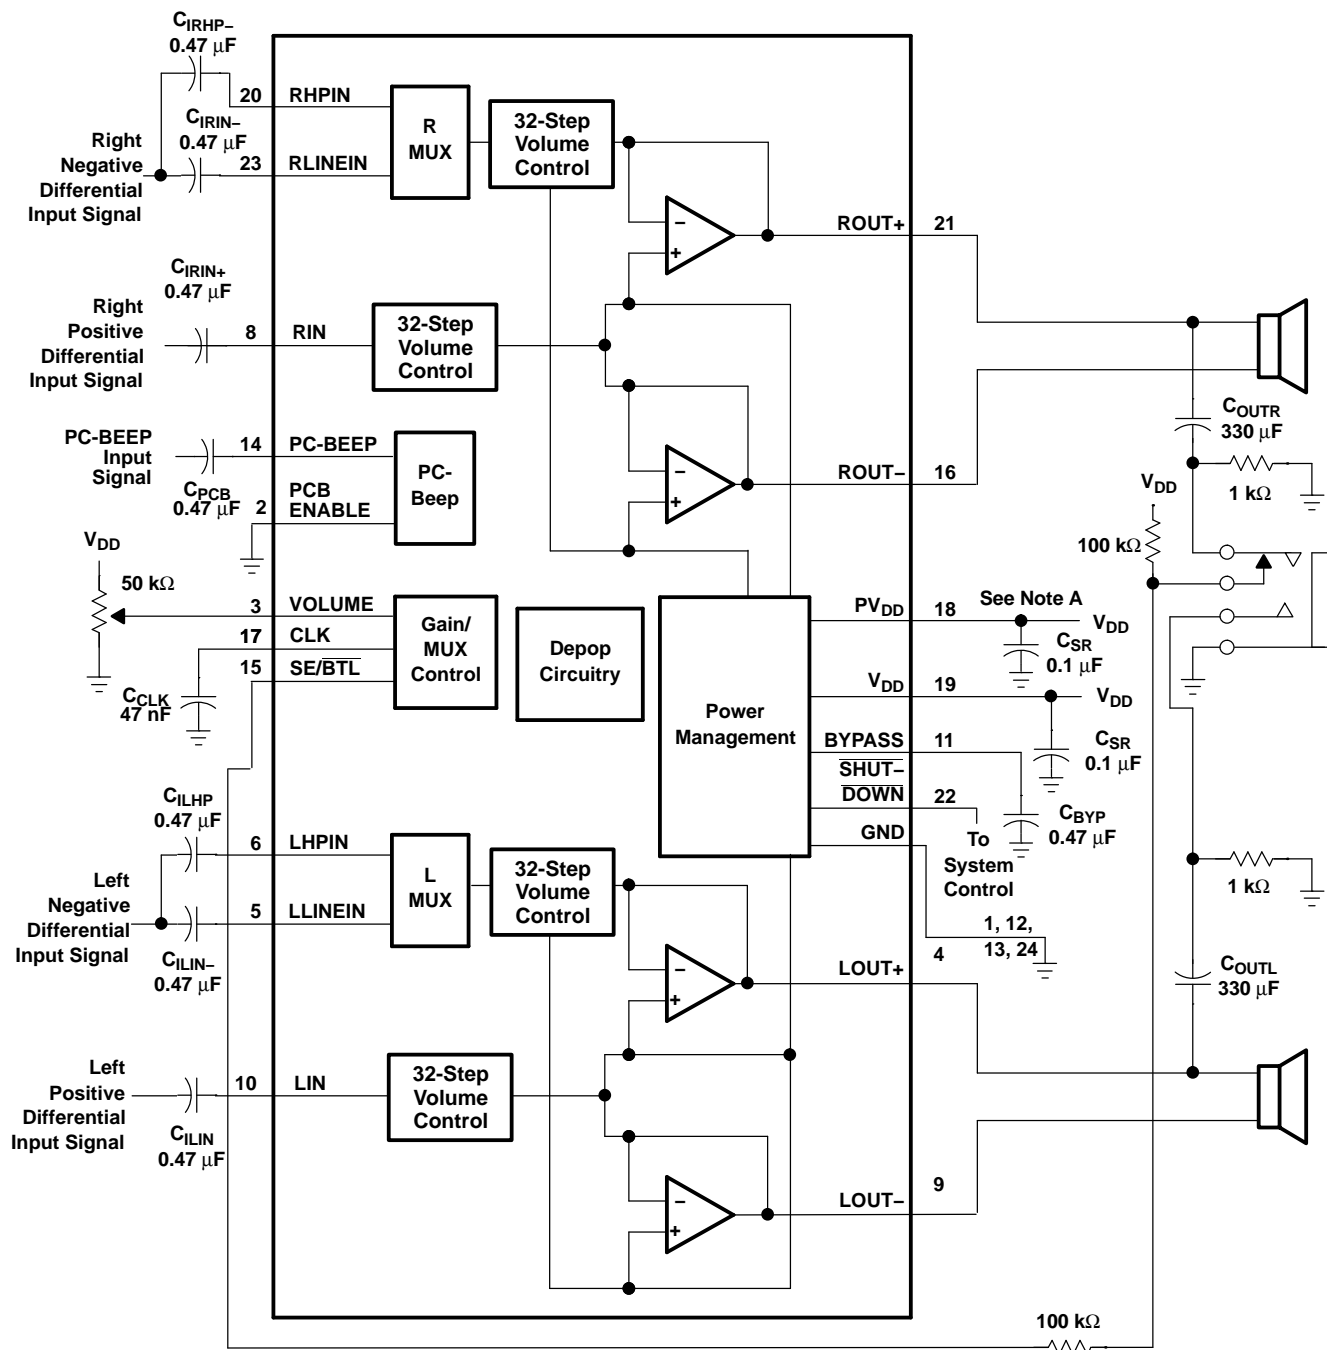 CIRHP–
0.47 μF
20 RHPIN
CIRIN–
0.47 μF
Right
Negative
Differential
Input Signal
23 RLINEIN
R
MUX
32-Step
Volume
Control
–
+
ROUT+ 21
CIRIN+
0.47 μF
Right
Positive
Differential
Input Signal
8 RIN
32-Step
Volume
Control
COUTR
330 μF
1 kΩ
PC-BEEP
Input
Signal
14 PC-BEEP
CPCB
0.47 μF
2 PCB
ENABLE
PC-
Beep
–
+
ROUT– 16
VDD
100 kΩ
VDD
50 kΩ
3 VOLUME
17 CLK
15 SE/BTL
CCLK
47 nF
Gain/
MUX
Control
Depop
Circuitry
Power
Management
PVDD 18
See Note A
VDD
CSR
0.1 μF
VDD 19
VDD
CSR
0.1 μF
BYPASS 11
SHUT–
DOWN 22
CBYP
0.47 μF
GND
To
System
Control
1, 12,
13, 24
1 kΩ
CILHP
0.47 μF
6 LHPIN
Left
Negative
Differential
Input Signal
5 LLINEIN
CILIN–
0.47 μF
L
MUX
32-Step
Volume
Control
–
+
LOUT+ 4
COUTL
330 μF
Left
Positive
Differential
Input Signal
10 LIN
CILIN
0.47 μF
32-Step
Volume
Control
–
+
LOUT– 9
100 kΩ